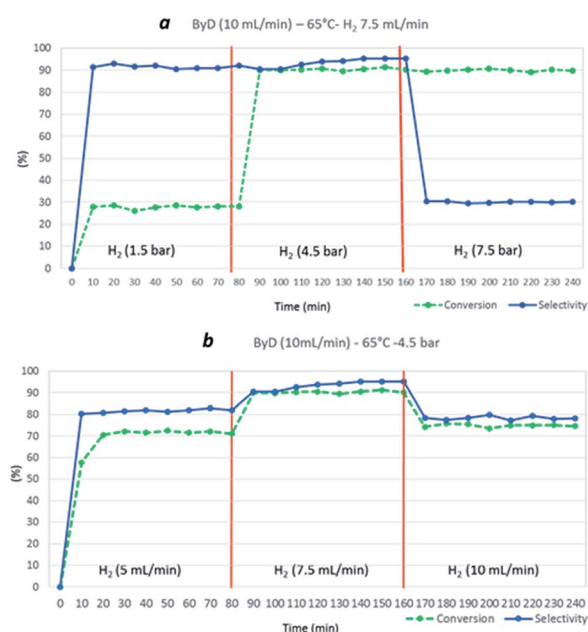 a ByD (10 mL/min) – 65°C- H₂ 7.5 mL/min
100
90
80
70
60
50
40
30
20
10
0
(%)
H₂ (1.5 bar) H₂ (4.5 bar) H₂ (7.5 bar)
0 10 20 30 40 50 60 70 80 90 100 110 120 130 140 150 160 170 180 190 200 210 220 230 240
Time (min)
Conversion Selectivity
b ByD (10mL/min) - 65°C -4.5 bar
100
90
80
70
60
50
40
30
20
10
0
(%)
H₂ (5 mL/min) H₂ (7.5 mL/min) H₂ (10 mL/min)
0 10 20 30 40 50 60 70 80 90 100 110 120 130 140 150 160 170 180 190 200 210 220 230 240
Time (min)
Conversion Selectivity